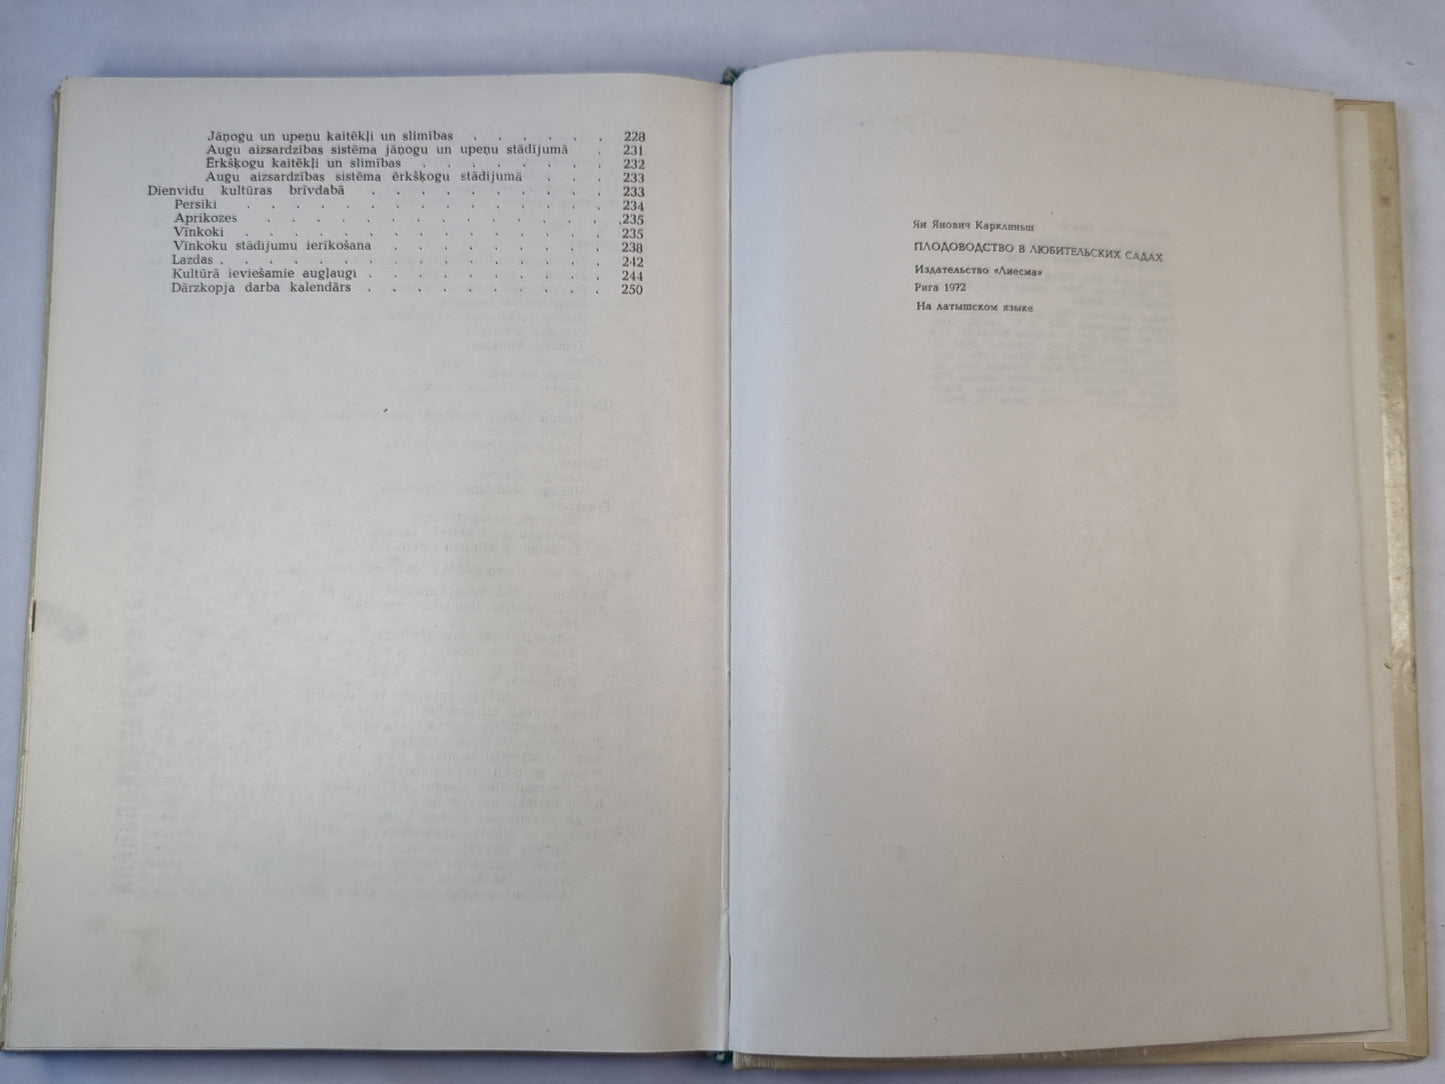 Jāņogu un upeņu kaitēkļi un slimības . . . . . . 228
Augu aizsardzības sistēma jāņogu un upeņu stādījumā . 231
Ērkšķogu kaitēkļi un slimības . . . . . . . . 232
Augu aizsardzības sistēma ērkšķogu stādījumā . . . 233
Dienvidu kultūras brīvdabā . . . . . . . . . . 233
Persiki . . . . . . . . . . . . . . . 234
Aprikozes . . . . . . . . . . . . . . 235
Vīnkoki . . . . . . . . . . . . . . . 235
Vīnkoku stādījumu ierīkošana . . . . . . . . . 238
Lazdas . . . . . . . . . . . . . . . . 242
Kultūrā ieviešamie augļaugi . . . . . . . . . . 244
Dārzkopja darba kalendārs . . . . . . . . . . 250
Ян Янович Карклиньш
ПЛОДОВОДСТВО В ЛЮБИТЕЛЬСКИХ САДАХ
Издательство «Лиесма»
Рига 1972
На латышском языке